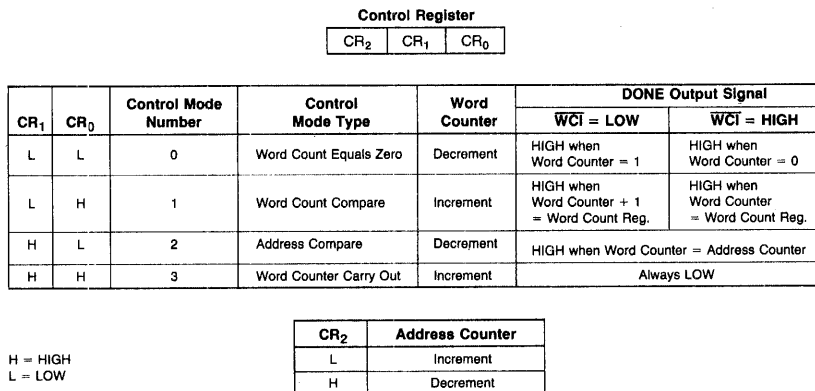 Control Register
CR2 CR1 CR0
CR1 CR0 Control Mode Number Control Mode Type Word Counter DONE Output Signal
WCI = LOW WCI = HIGH
L L 0 Word Count Equals Zero Decrement HIGH when Word Counter = 1 HIGH when Word Counter = 0
L H 1 Word Count Compare Increment HIGH when Word Counter + 1 = Word Count Reg. HIGH when Word Counter = Word Count Reg.
H L 2 Address Compare Decrement HIGH when Word Counter = Address Counter
H H 3 Word Counter Carry Out Increment Always LOW
CR2 Address Counter
L Increment
H Decrement
H = HIGH
L = LOW